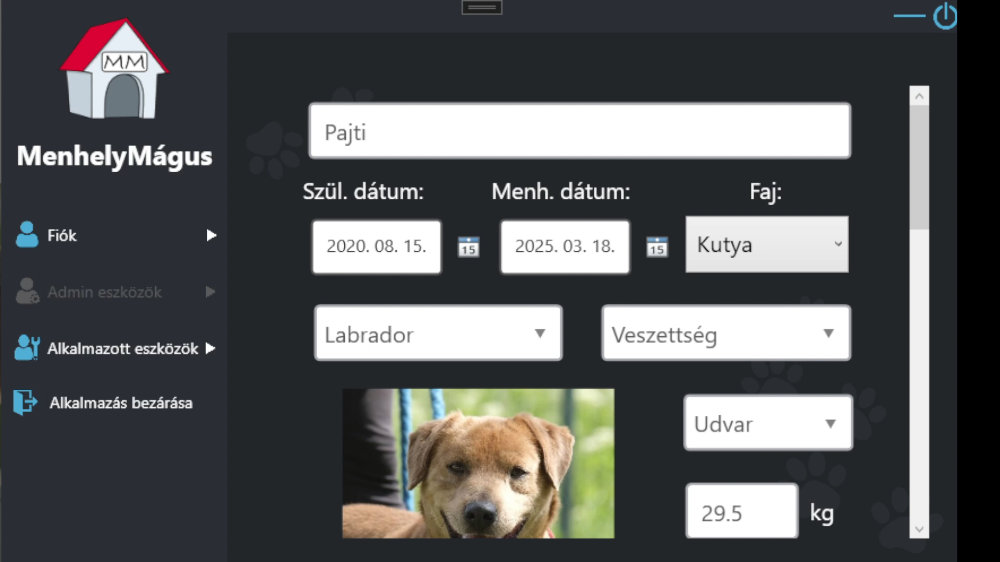 MM
MenhelyMágus
Fiók
Admin eszközök
Alkalmazott eszközök
Alkalmazás bezárása
Pajti
Szül. dátum: Menh. dátum: Faj:
2020. 08. 15. 15 2025. 03. 18. 15 Kutya
Labrador Veszettség
Udvar
29.5 kg